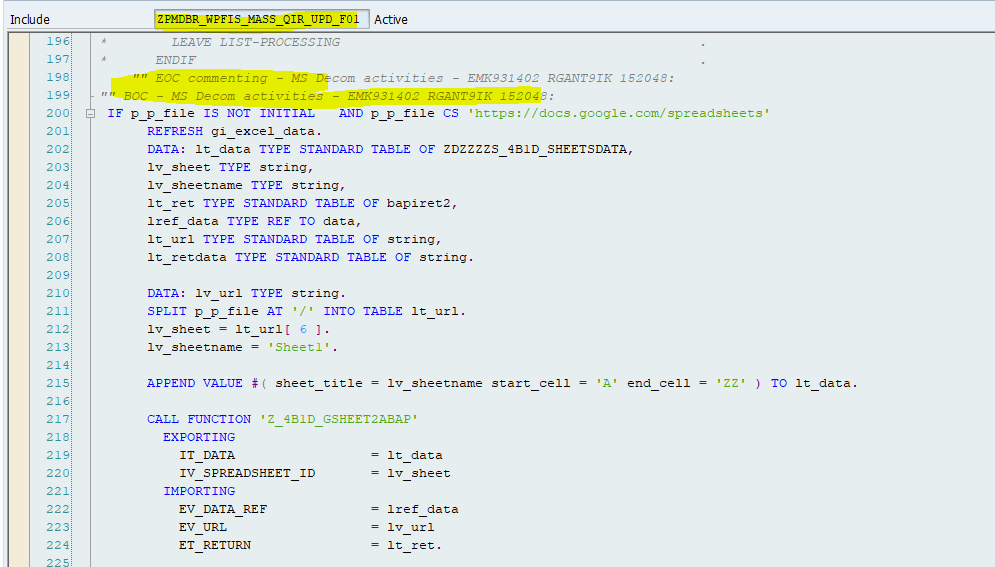 Include ZPMDBR_WPFIS_MASS_QIR_UPD_F01 Active
196 * LEAVE LIST-PROCESSING .
197 * ENDIF .
198 "" EOC commenting - MS Decom activities - EMK931402 RGANT9IK 152048:
199 "" BOC - MS Decom activities - EMK931402 RGANT9IK 152048:
200 IF p_p_file IS NOT INITIAL AND p_p_file CS 'https://docs.google.com/spreadsheets'
201 REFRESH gi_excel_data.
202 DATA: lt_data TYPE STANDARD TABLE OF ZDZZZZS_4B1D_SHEETSDATA,
203 lv_sheet TYPE string,
204 lv_sheetname TYPE string,
205 lt_ret TYPE STANDARD TABLE OF bapiret2,
206 lref_data TYPE REF TO data,
207 lt_url TYPE STANDARD TABLE OF string,
208 lt_retdata TYPE STANDARD TABLE OF string.
209
210 DATA: lv_url TYPE string.
211 SPLIT p_p_file AT '/' INTO TABLE lt_url.
212 lv_sheet = lt_url[ 6 ].
213 lv_sheetname = 'Sheet1'.
214
215 APPEND VALUE #( sheet_title = lv_sheetname start_cell = 'A' end_cell = 'ZZ' ) TO lt_data.
216
217 CALL FUNCTION 'Z_4B1D_GSHEET2ABAP'
218 EXPORTING
219 IT_DATA = lt_data
220 IV_SPREADSHEET_ID = lv_sheet
221 IMPORTING
222 EV_DATA_REF = lref_data
223 EV_URL = lv_url
224 ET_RETURN = lt_ret.
225